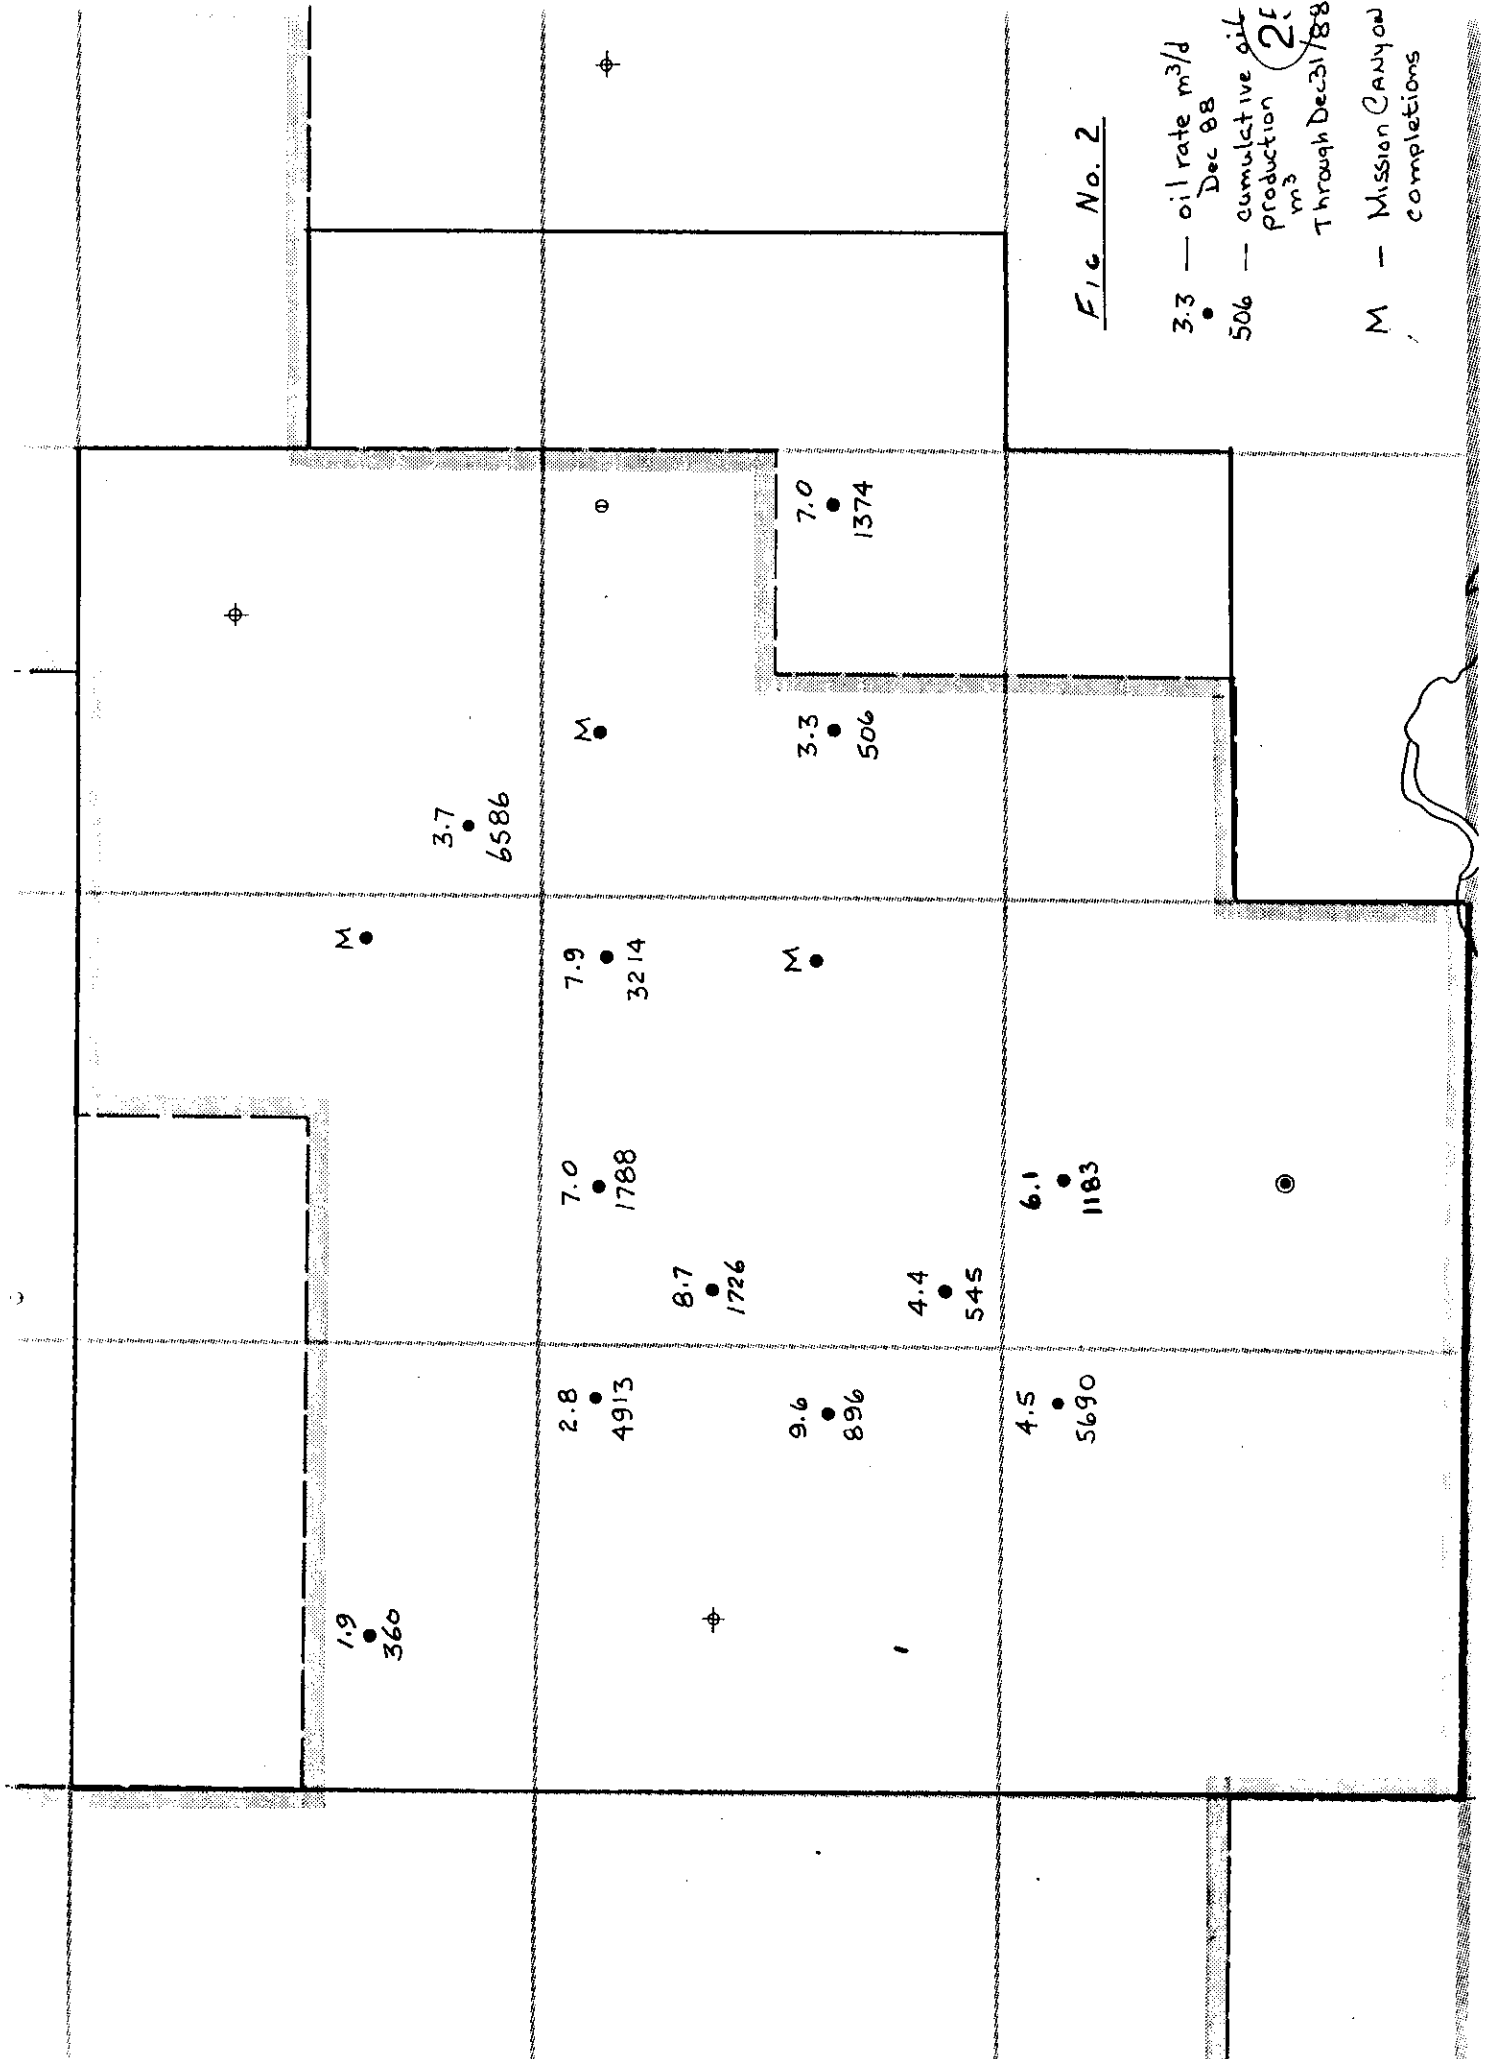 Fig No. 2
3.3 — oil rate m³/d
Dec 88
506 — cumulative oil
production
m³
Through Dec31/88
M — Mission CANyon
completions
1.9
360
M
3.7
6586
2.8
4913
7.0
1788
7.9
3214
M
8.7
1726
9.6
896
M
3.3
506
7.0
1374
4.4
545
4.5
5690
6.1
1183